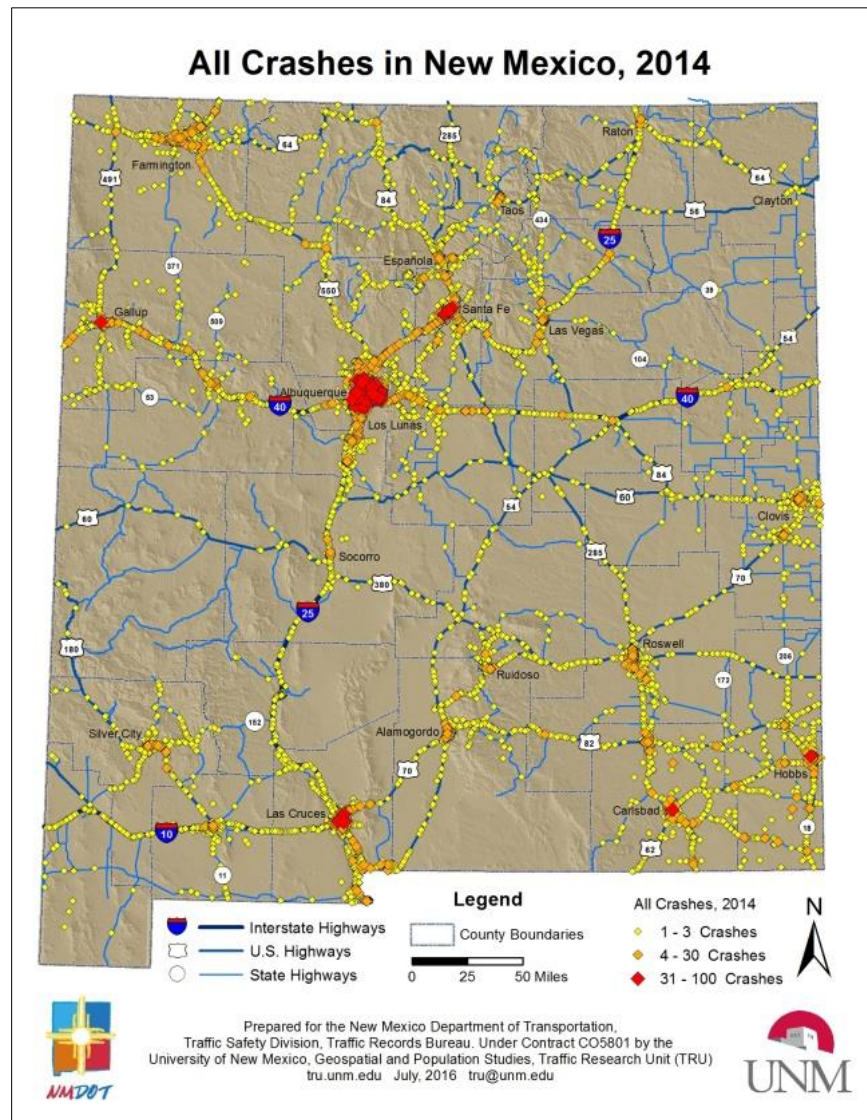 All Crashes in New Mexico, 2014
Raton
285
64
Farmington
491
64
84
Clayton
56
Taos
434
25
Española
371
550
39
Gallup
Santa Fe
509
Las Vegas
54
104
Albuquerque
53
40
40
Los Lunas
84
54
60
Clovis
60
285
Socorro
70
380
25
Roswell
180
206
Ruidoso
172
152
Silver City
Alamogordo
82
70
Hobbs
Las Cruces
Carlsbad
10
18
62
11
Legend
All Crashes, 2014
N
Interstate Highways
County Boundaries
1 - 3 Crashes
U.S. Highways
4 - 30 Crashes
0 25 50 Miles
State Highways
31 - 100 Crashes
Prepared for the New Mexico Department of Transportation,
Traffic Safety Division, Traffic Records Bureau. Under Contract CO5801 by the
University of New Mexico, Geospatial and Population Studies, Traffic Research Unit (TRU)
tru.unm.edu July, 2016 tru@unm.edu
NMDOT
UNM